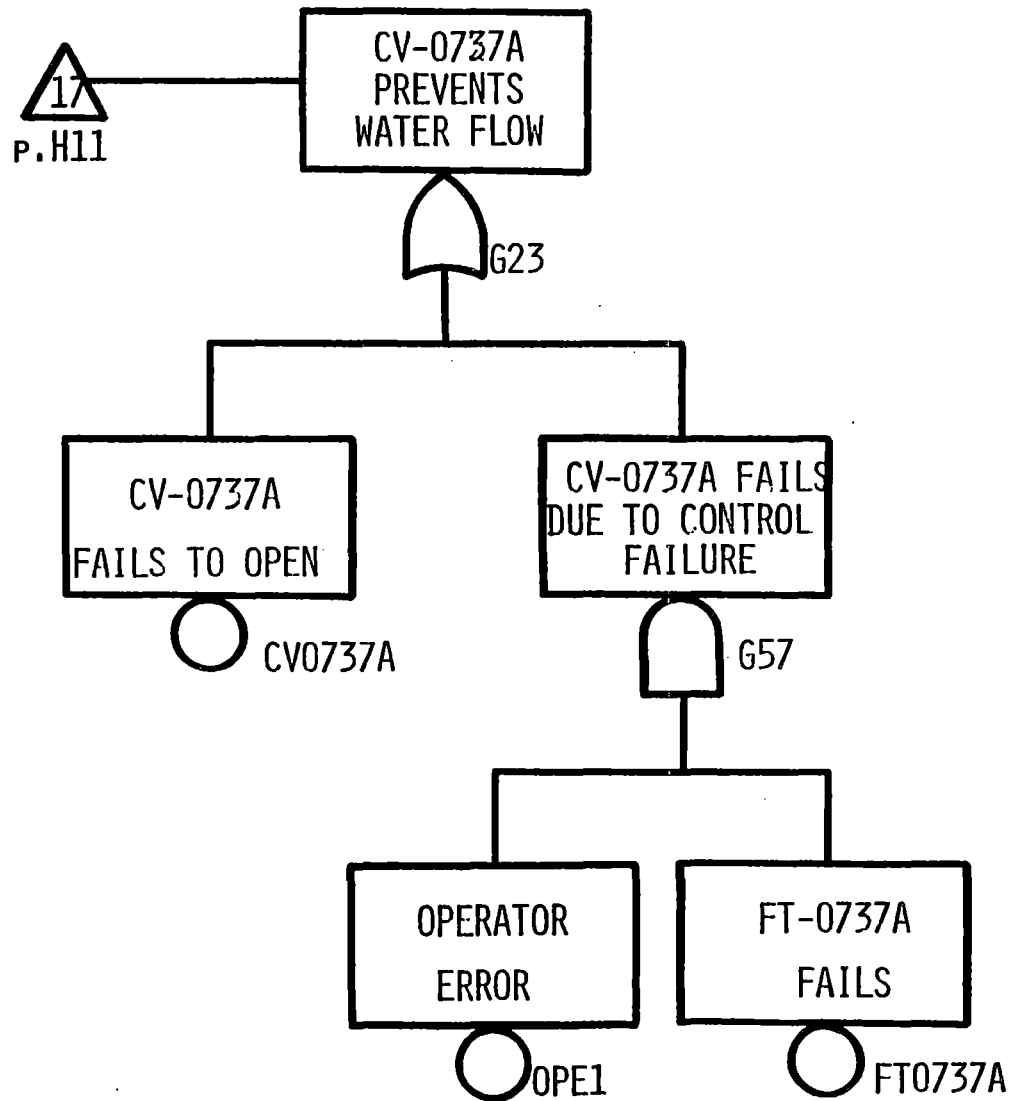 CV-0737A
PREVENTS
WATER FLOW
17
P.H11
G23
CV-0737A
FAILS TO OPEN
CV0737A
CV-0737A FAILS
DUE TO CONTROL
FAILURE
G57
OPERATOR
ERROR
OPE1
FT-0737A
FAILS
FT0737A